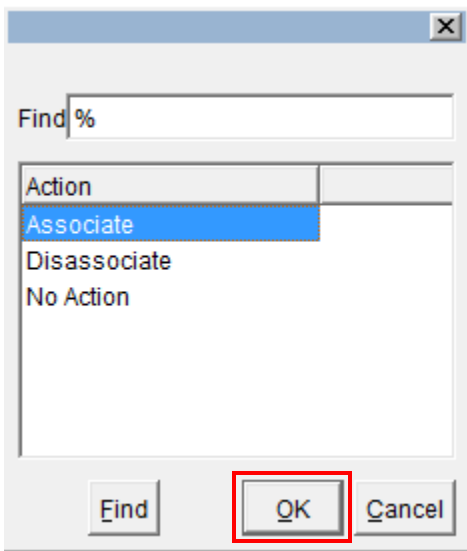 Find %
Action
Associate
Disassociate
No Action
Find OK Cancel